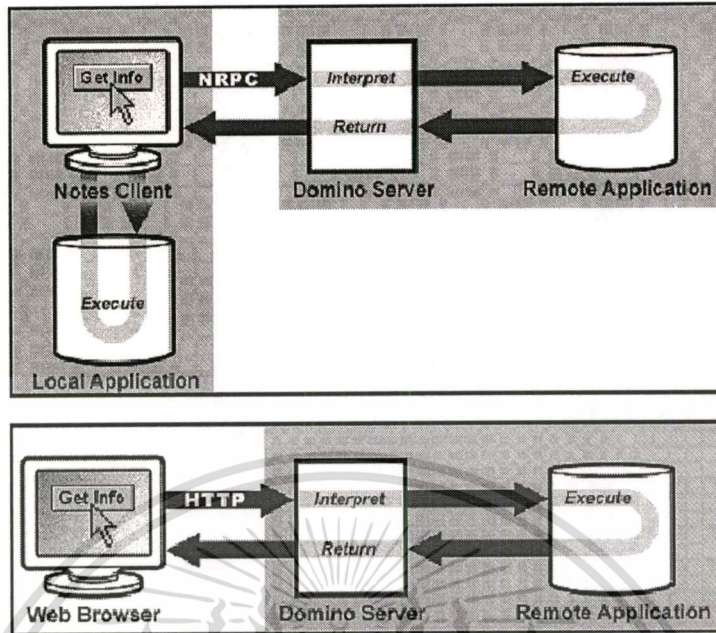 Get Info
NRPC
Interpret
Execute
Return
Notes Client
Domino Server
Remote Application
Execute
Local Application
Get Info
HTTP
Interpret
Execute
Return
Web Browser
Domino Server
Remote Application